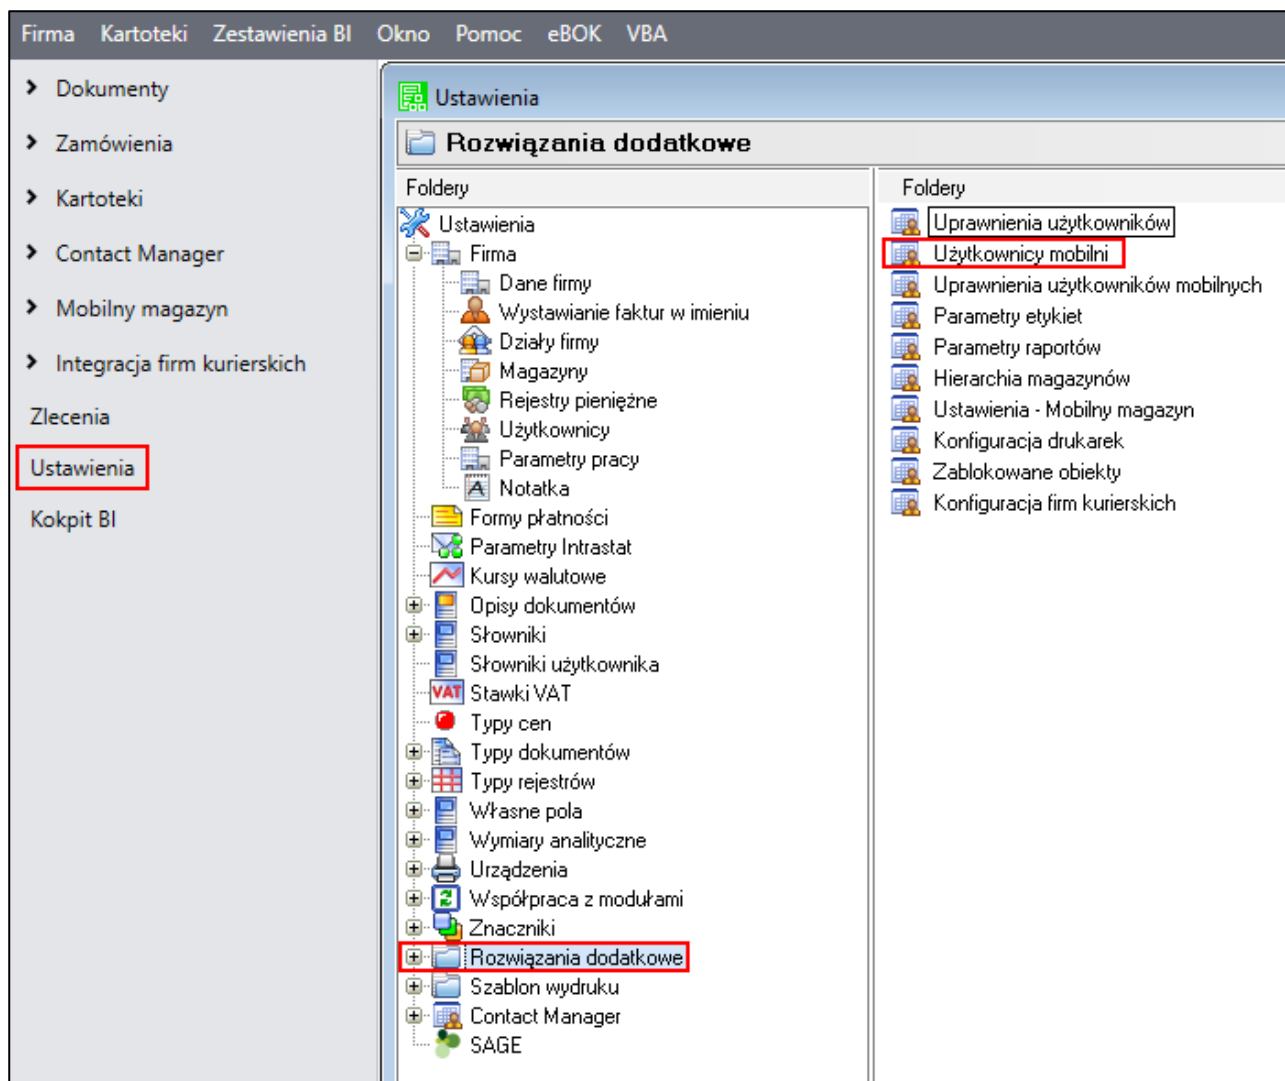 Firma Kartoteki Zestawienia BI Okno Pomoc eBOK VBA
Dokumenty
Zamówienia
Kartoteki
Contact Manager
Mobilny magazyn
Integracja firm kurierskich
Zlecenia
Ustawienia
Kokpit BI
Ustawienia
Rozwiązania dodatkowe
Foldery
Ustawienia
Firma
Dane firmy
Wystawianie faktur w imieniu
Działy firmy
Magazyny
Rejestry pieniężne
Użytkownicy
Parametry pracy
Notatka
Formy płatności
Parametry Intrastat
Kursy walutowe
Opisy dokumentów
Słowniki
Słowniki użytkownika
VAT Stawki VAT
Typy cen
Typy dokumentów
Typy rejestrów
Własne pola
Wymiary analityczne
Urządzenia
Współpraca z modułami
Znaczniki
Rozwiązania dodatkowe
Szablon wydruku
Contact Manager
SAGE
Foldery
Uprawnienia użytkowników
Użytkownicy mobilni
Uprawnienia użytkowników mobilnych
Parametry etykiet
Parametry raportów
Hierarchia magazynów
Ustawienia - Mobilny magazyn
Konfiguracja drukarek
Zablokowane obiekty
Konfiguracja firm kurierskich